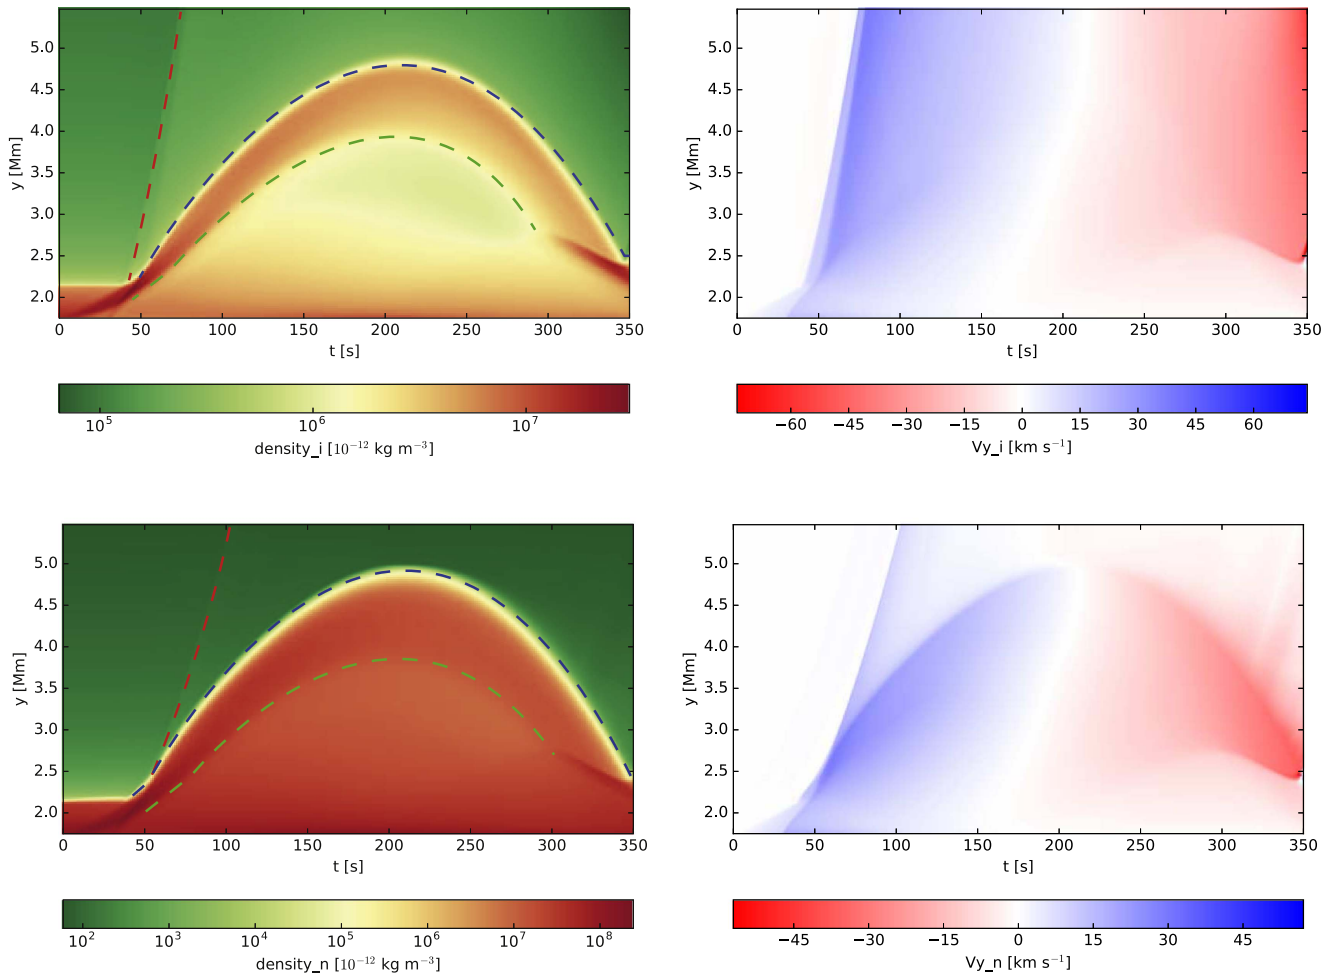 5.0
4.5
4.0
3.5
3.0
2.5
2.0
y [Mm]
0 50 100 150 200 250 300 350
t [s]
10^5 10^6 10^7
density_i [10^−12 kg m^−3]
5.0
4.5
4.0
3.5
3.0
2.5
2.0
y [Mm]
0 50 100 150 200 250 300 350
t [s]
−60 −45 −30 −15 0 15 30 45 60
Vy_i [km s^−1]
5.0
4.5
4.0
3.5
3.0
2.5
2.0
y [Mm]
0 50 100 150 200 250 300 350
t [s]
10^2 10^3 10^4 10^5 10^6 10^7 10^8
density_n [10^−12 kg m^−3]
5.0
4.5
4.0
3.5
3.0
2.5
2.0
y [Mm]
0 50 100 150 200 250 300 350
t [s]
−45 −30 −15 0 15 30 45
Vy_n [km s^−1]